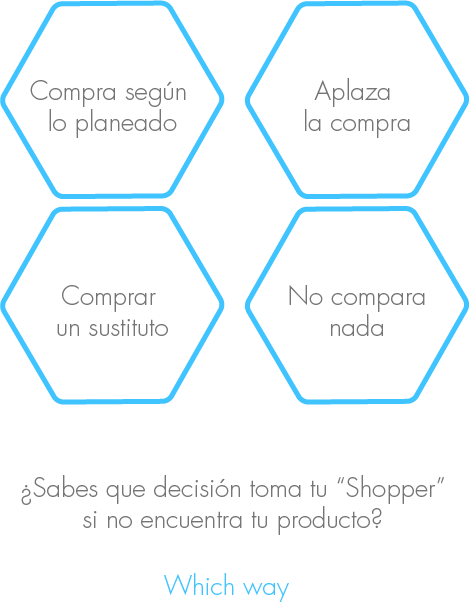 Compra según
lo planeado
Aplaza
la compra
Comprar
un sustituto
No compara
nada
¿Sabes que decisión toma tu “Shopper”
si no encuentra tu producto?
Which way